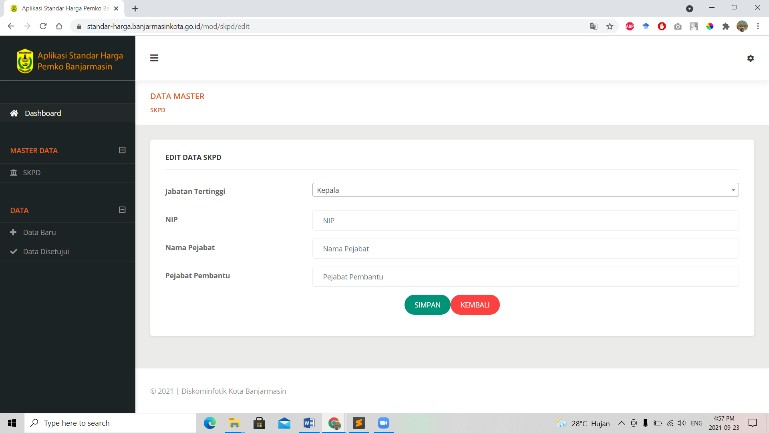 Aplikasi Standar Harga Pemko Ba
standar-harga.banjarmasinkota.go.id/mod/skpd/edit
Aplikasi Standar Harga
Pemko Banjarmasin
Dashboard
MASTER DATA
SKPD
DATA
Data Baru
Data Disetujui
DATA MASTER
SKPD
EDIT DATA SKPD
Jabatan Tertinggi
Kepala
NIP
NIP
Nama Pejabat
Nama Pejabat
Pejabat Pembantu
Pejabat Pembantu
SIMPAN
KEMBALI
© 2021 | Diskominfotik Kota Banjarmasin
Type here to search
28°C Hujan
ENG
4:57 PM
2021-09-23